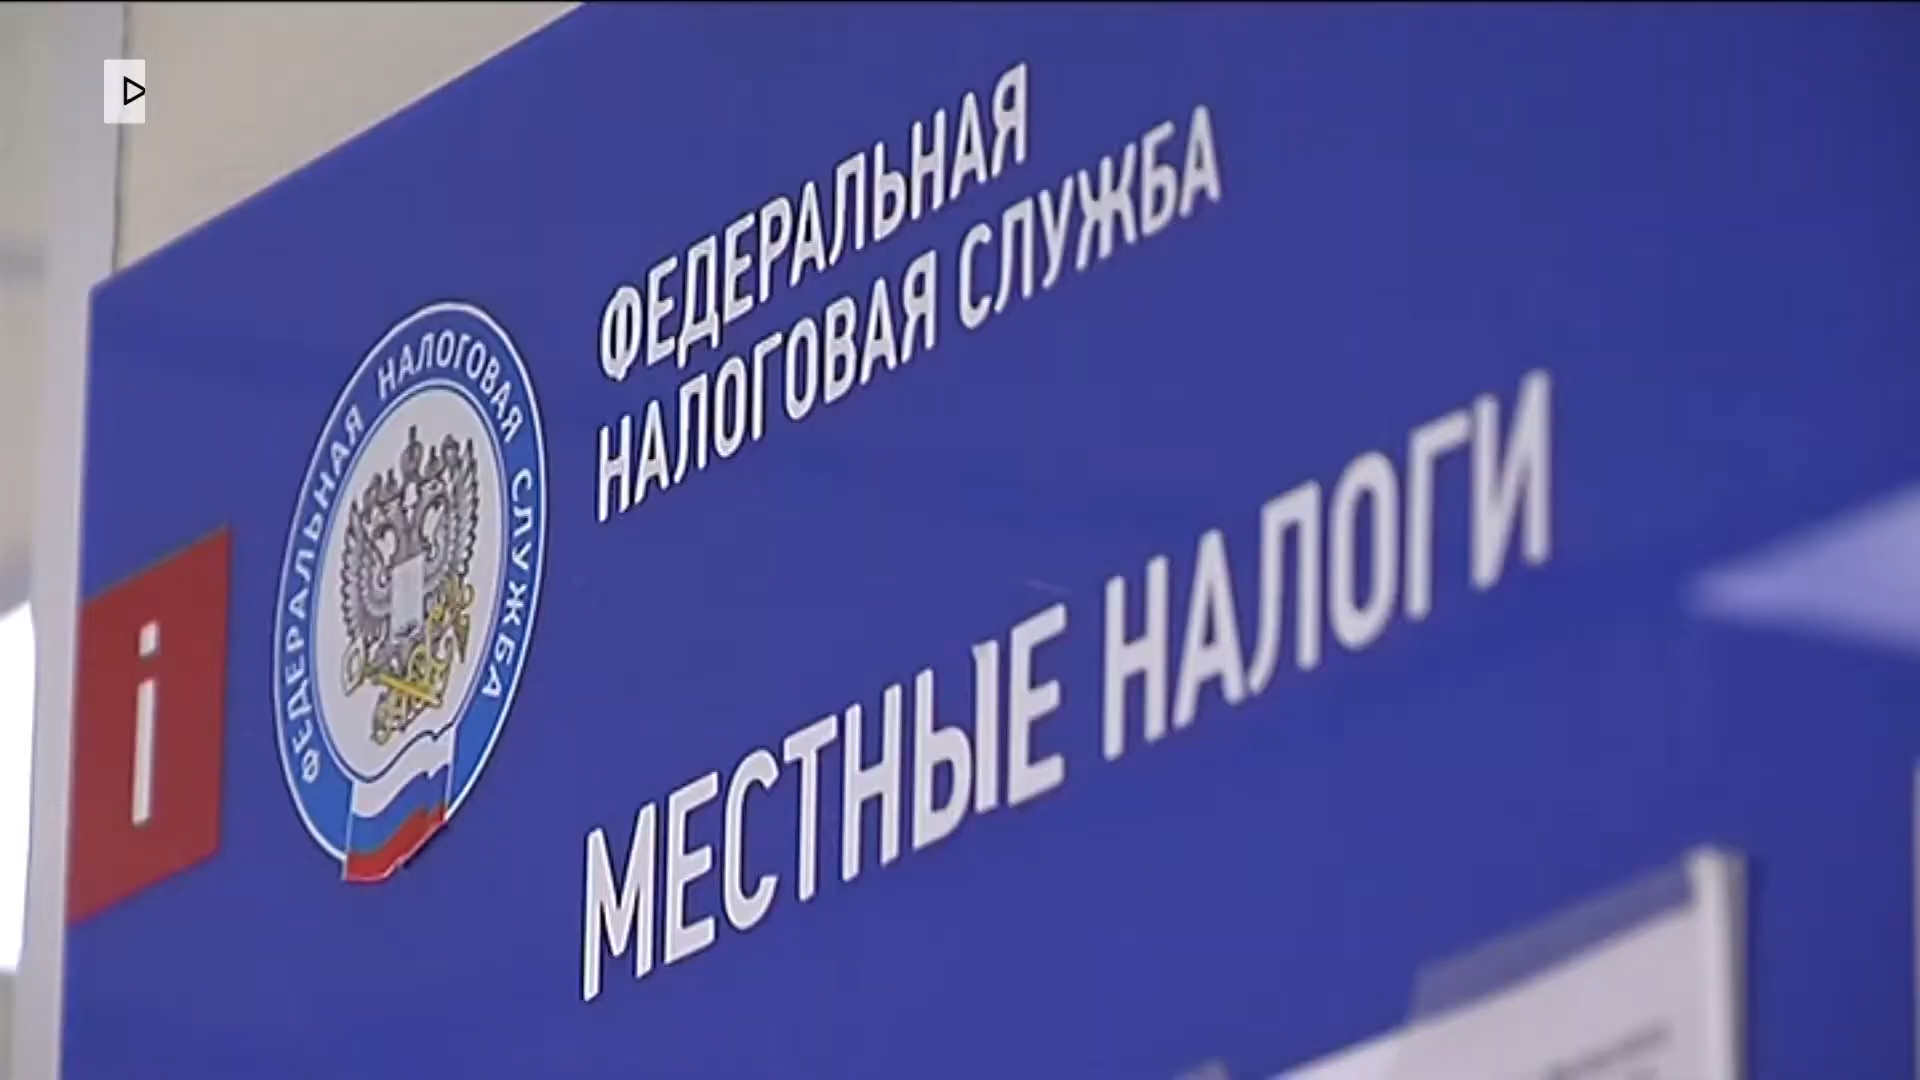 ФЕДЕРАЛЬНАЯ
НАЛОГОВАЯ СЛУЖБА
ФЕДЕРАЛЬНАЯ НАЛОГОВАЯ СЛУЖБА
i
МЕСТНЫЕ НАЛОГИ